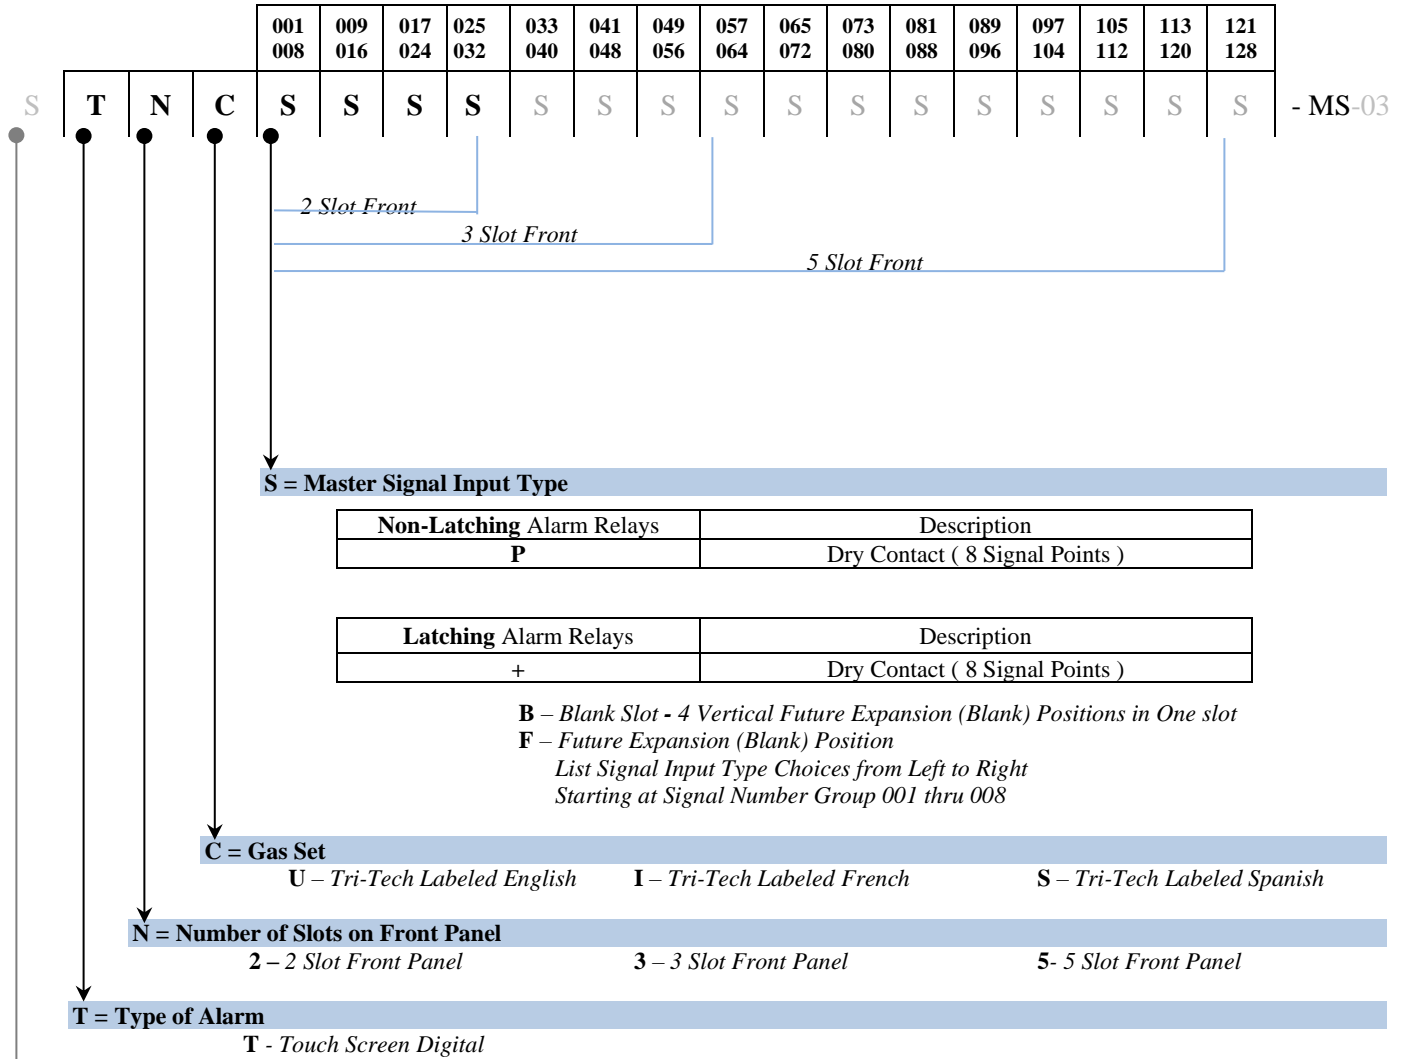 001 009 017 025 033 041 049 057 065 073 081 089 097 105 113 121
008 016 024 032 040 048 056 064 072 080 088 096 104 112 120 128
S T N C S S S S S S S S S S S S S S S S - MS-03
2 Slot Front
3 Slot Front
5 Slot Front
S = Master Signal Input Type
Non-Latching Alarm Relays Description
P Dry Contact ( 8 Signal Points )
Latching Alarm Relays Description
+ Dry Contact ( 8 Signal Points )
B – Blank Slot - 4 Vertical Future Expansion (Blank) Positions in One slot
F – Future Expansion (Blank) Position
List Signal Input Type Choices from Left to Right
Starting at Signal Number Group 001 thru 008
C = Gas Set
U – Tri-Tech Labeled English I – Tri-Tech Labeled French S – Tri-Tech Labeled Spanish
N = Number of Slots on Front Panel
2 – 2 Slot Front Panel 3 – 3 Slot Front Panel 5- 5 Slot Front Panel
T = Type of Alarm
T - Touch Screen Digital